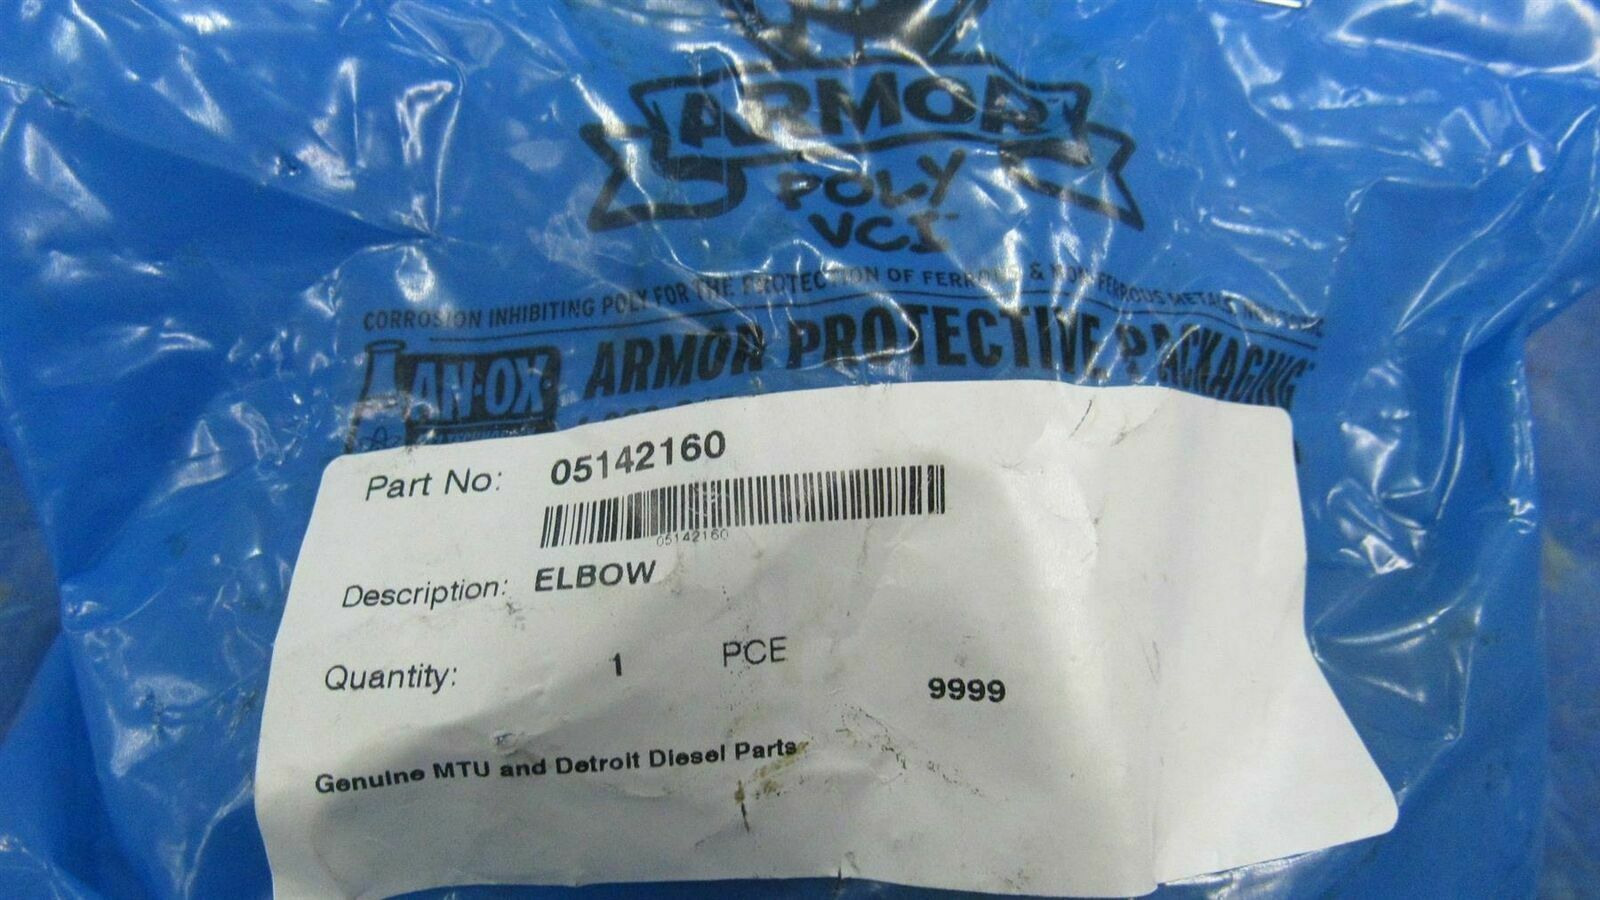 ARMOR
POLY
VCI
CORROSION INHIBITING POLY FOR THE PROTECTION OF FERROUS & NON-FERROUS METALS
AN·OX ARMOR PROTECTIVE PACKAGING
Part No: 05142160
05142160
Description: ELBOW
Quantity: 1 PCE
9999
Genuine MTU and Detroit Diesel Parts